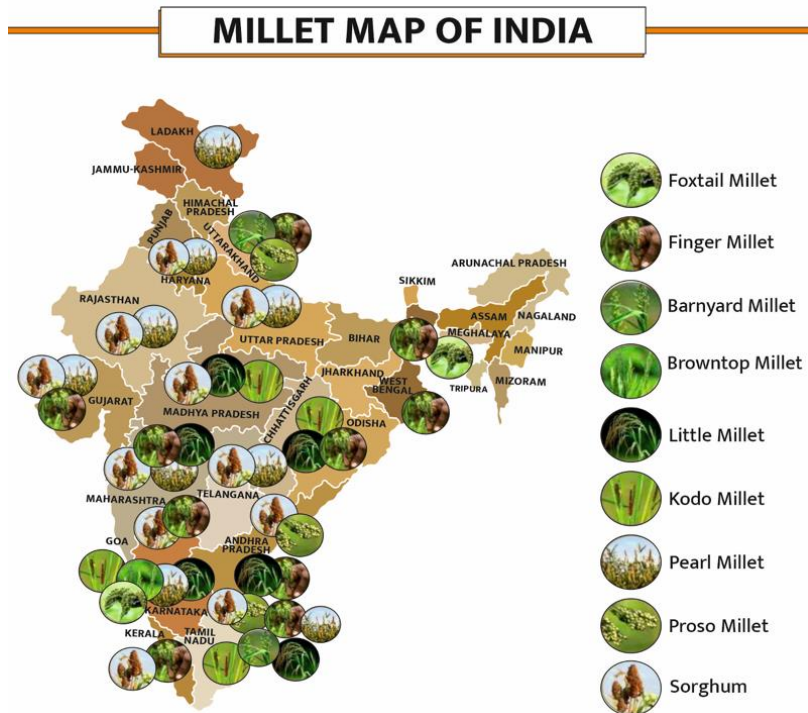 MILLET MAP OF INDIA
LADAKH
JAMMU-KASHMIR
HIMACHAL
PRADESH
PUNJAB
UTTARAKHAND
HARYANA
RAJASTHAN
UTTAR PRADESH
BIHAR
SIKKIM
ARUNACHAL PRADESH
ASSAM
NAGALAND
MEGHALAYA
MANIPUR
TRIPURA
MIZORAM
JHARKHAND
WEST
BENGAL
GUJARAT
MADHYA PRADESH
CHHATTISGARH
ODISHA
MAHARASHTRA
TELANGANA
GOA
ANDHRA
PRADESH
KARNATAKA
KERALA
TAMIL
NADU
Foxtail Millet
Finger Millet
Barnyard Millet
Browntop Millet
Little Millet
Kodo Millet
Pearl Millet
Proso Millet
Sorghum